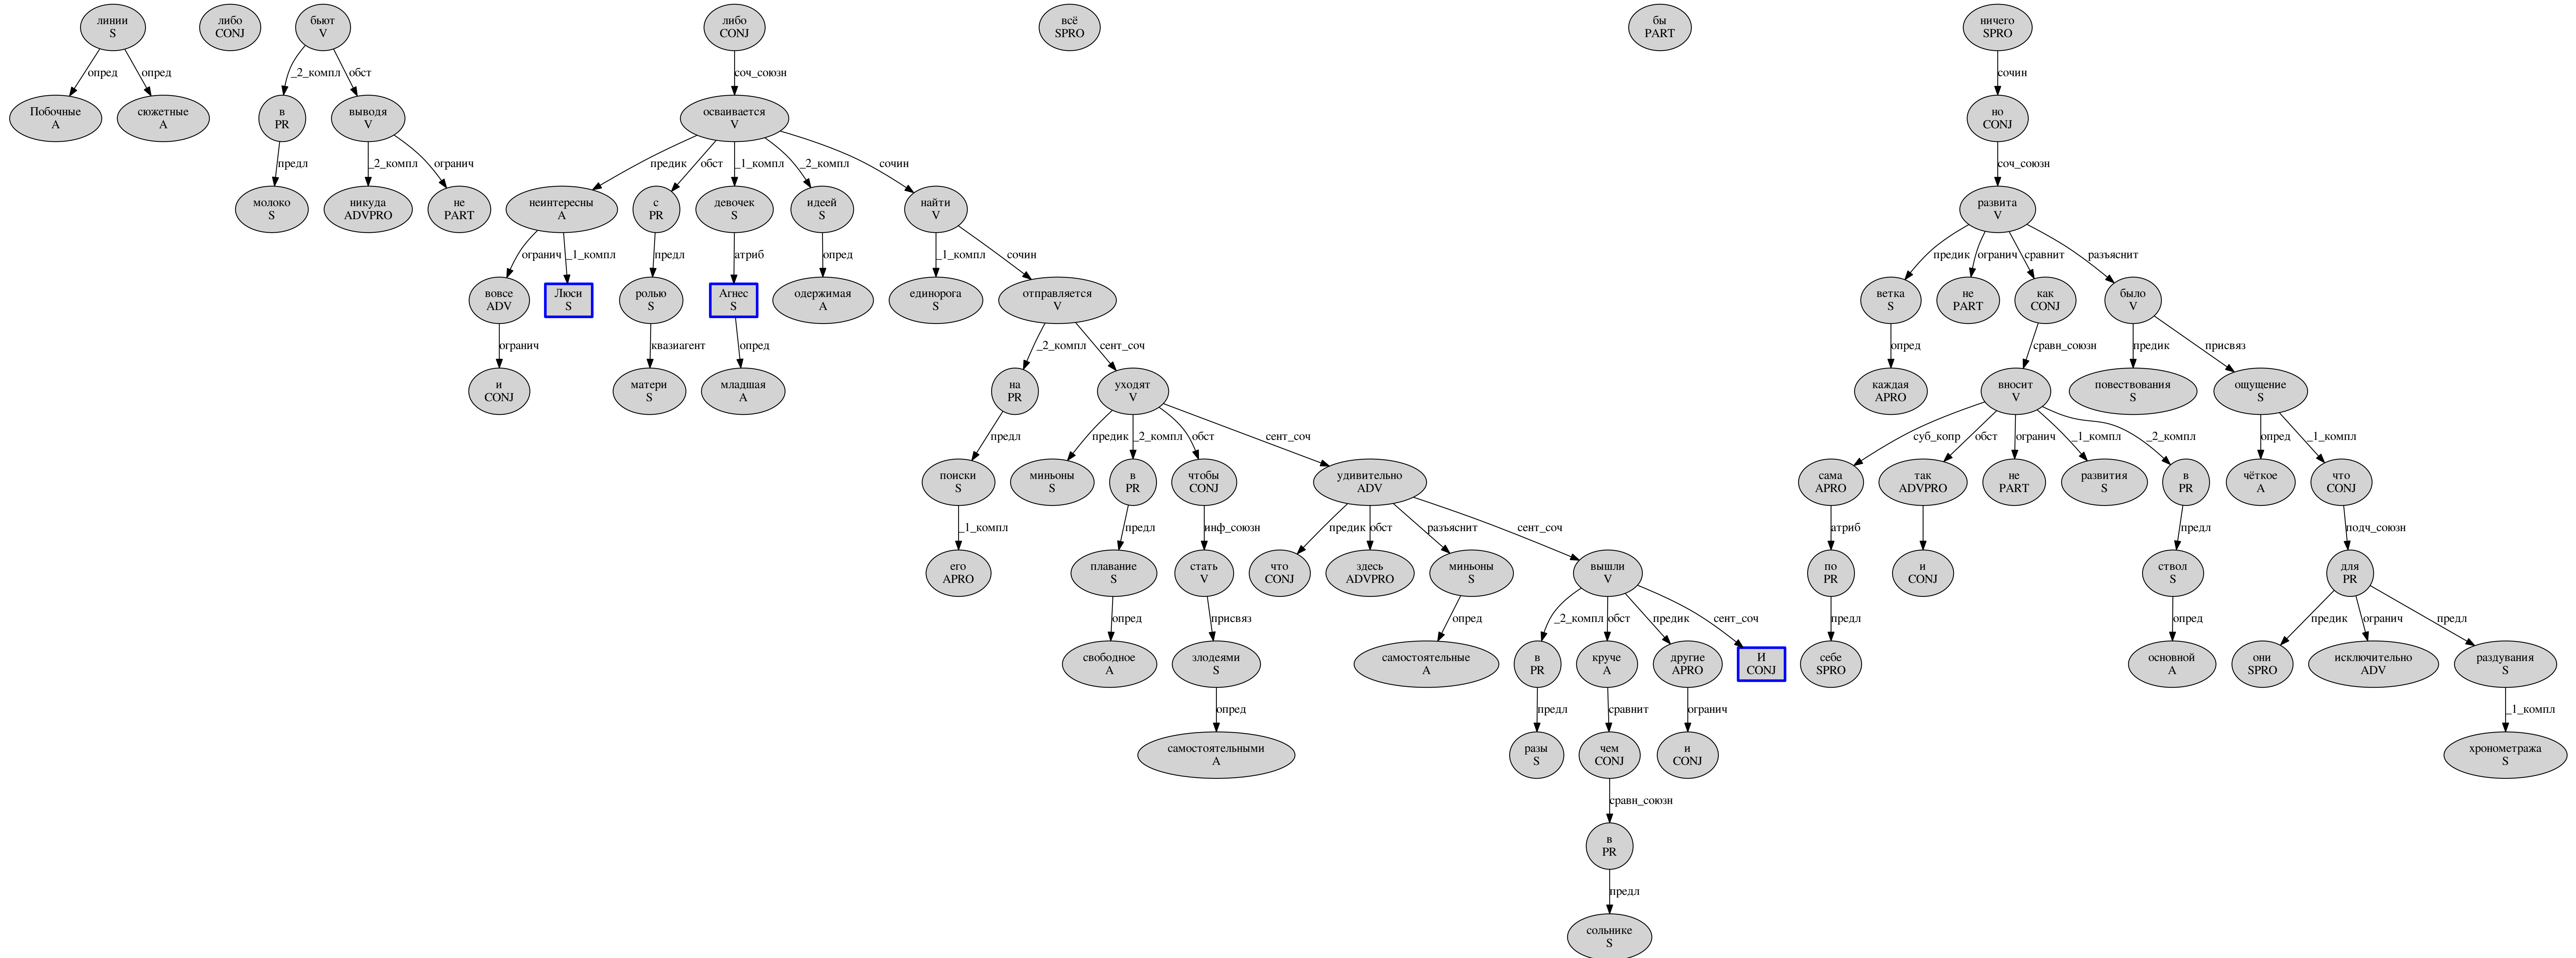 линии
S
либо
CONJ
бьют
V
либо
CONJ
всё
SPRO
бы
PART
ничего
SPRO
опред
опред
_2_компл
обст
соч_союзн
сочин
Побочные
A
сюжетные
A
в
PR
выводя
V
осваивается
V
но
CONJ
предл
_2_компл
огранич
предик
обст
_1_компл
_2_компл
сочин
соч_союзн
молоко
S
никуда
ADVPRO
не
PART
неинтересны
A
с
PR
девочек
S
идеей
S
найти
V
развита
V
огранич
_1_компл
предл
атриб
опред
_1_компл
сочин
предик
огранич
сравнит
разъяснит
вовсе
ADV
Люси
S
ролью
S
Агнес
S
одержимая
A
единорога
S
отправляется
V
ветка
S
не
PART
как
CONJ
было
V
огранич
квазиагент
опред
_2_компл
сент_соч
опред
сравн_союзн
предик
присвяз
и
CONJ
матери
S
младшая
A
на
PR
уходят
V
каждая
APRO
вносит
V
повествования
S
ощущение
S
предл
предик
_2_компл
обст
сент_соч
суб_копр
обст
огранич
_1_компл
_2_компл
опред
_1_компл
поиски
S
миньоны
S
в
PR
чтобы
CONJ
удивительно
ADV
сама
APRO
так
ADVPRO
не
PART
развития
S
в
PR
чёткое
A
что
CONJ
_1_компл
предл
инф_союзн
предик
обст
разъяснит
сент_соч
атриб
огранич
предл
подч_союзн
его
APRO
плавание
S
стать
V
что
CONJ
здесь
ADVPRO
миньоны
S
вышли
V
по
PR
и
CONJ
ствол
S
для
PR
опред
присвяз
опред
_2_компл
обст
предик
сент_соч
предл
опред
предик
огранич
предл
свободное
A
злодеями
S
самостоятельные
A
в
PR
круче
A
другие
APRO
И
CONJ
себе
SPRO
основной
A
они
SPRO
исключительно
ADV
раздувания
S
опред
предл
сравнит
огранич
_1_компл
самостоятельными
A
разы
S
чем
CONJ
и
CONJ
хронометража
S
сравн_союзн
в
PR
предл
сольнике
S